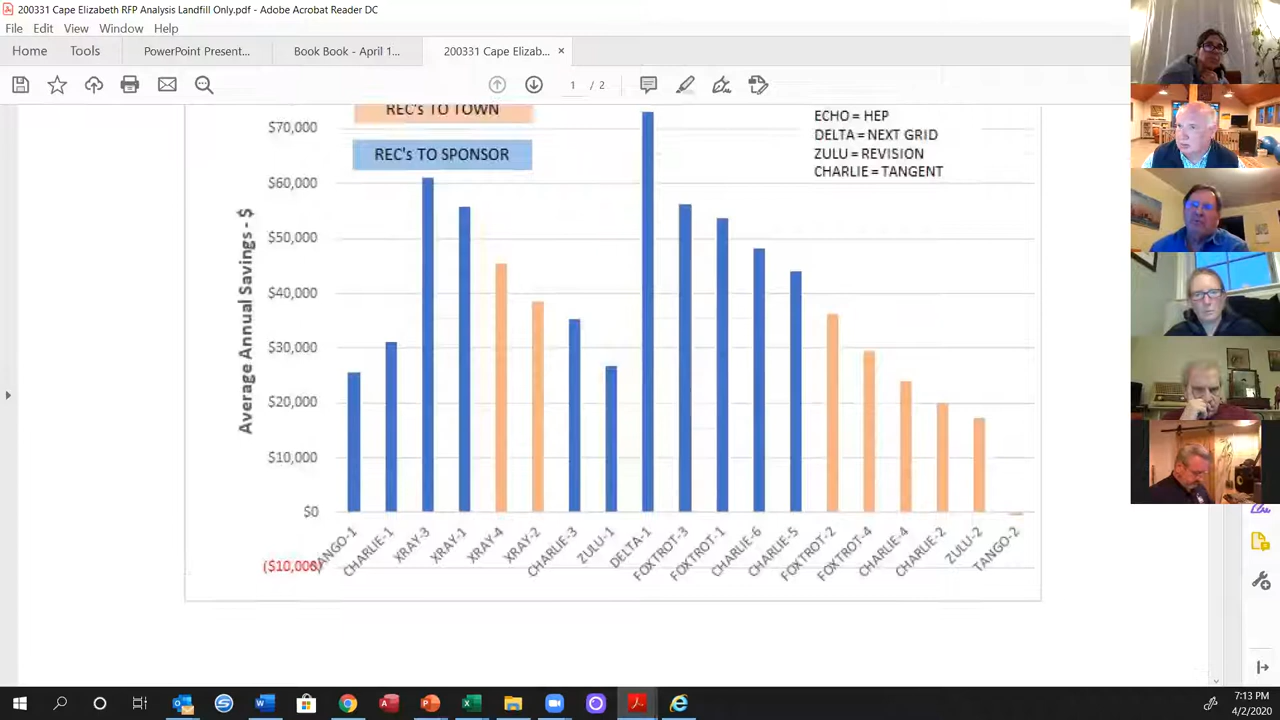 200331 Cape Elizabeth RFP Analysis Landfill Only.pdf - Adobe Acrobat Reader DC
File Edit View Window Help
Home Tools PowerPoint Present... Book Book - April 1... 200331 Cape Elizab... ×
1 / 2
REC's TO TOWN
REC's TO SPONSOR
ECHO = HEP
DELTA = NEXT GRID
ZULU = REVISION
CHARLIE = TANGENT
Average Annual Savings - $
$70,000
$60,000
$50,000
$40,000
$30,000
$20,000
$10,000
$0
($10,000)
TANGO-1
CHARLIE-1
XRAY-3
XRAY-1
XRAY-4
XRAY-2
CHARLIE-3
ZULU-1
DELTA-1
FOXTROT-3
FOXTROT-1
CHARLIE-6
CHARLIE-5
FOXTROT-2
FOXTROT-4
CHARLIE-4
CHARLIE-2
ZULU-2
TANGO-2
7:13 PM
4/2/2020